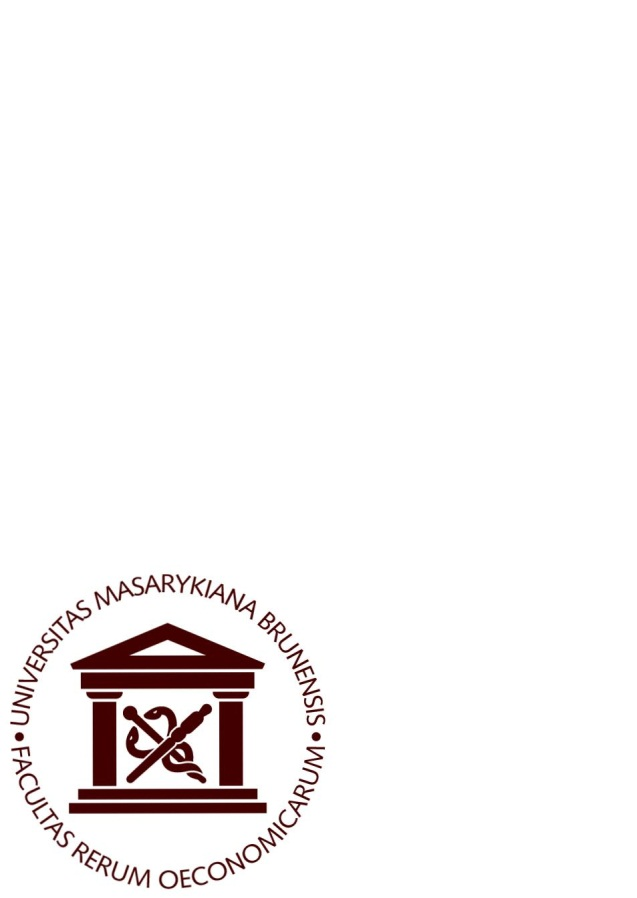 • UNIVERSITAS MASARYKIANA BRUNENSIS •
FACULTAS RERUM OECONOMICARUM